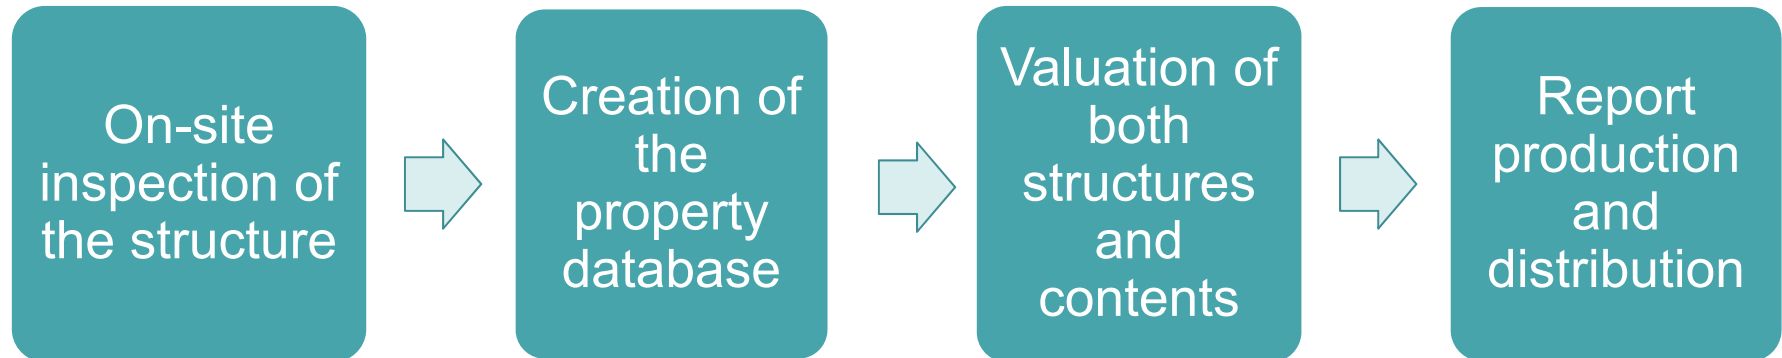 On-site
inspection of
the structure
Creation of
the
property
database
Valuation of
both
structures
and
contents
Report
production
and
distribution